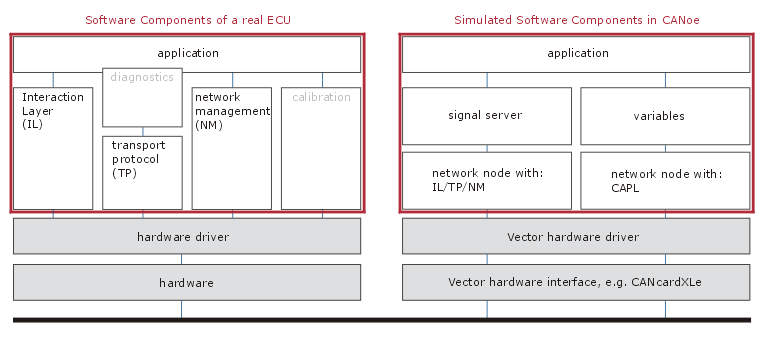 Software Components of a real ECU
application
diagnostics
Interaction
Layer
(IL)
transport
protocol
(TP)
network
management
(NM)
calibration
hardware driver
hardware
Simulated Software Components in CANoe
application
signal server
variables
network node with:
IL/TP/NM
network node with:
CAPL
Vector hardware driver
Vector hardware interface, e.g. CANcardXLe